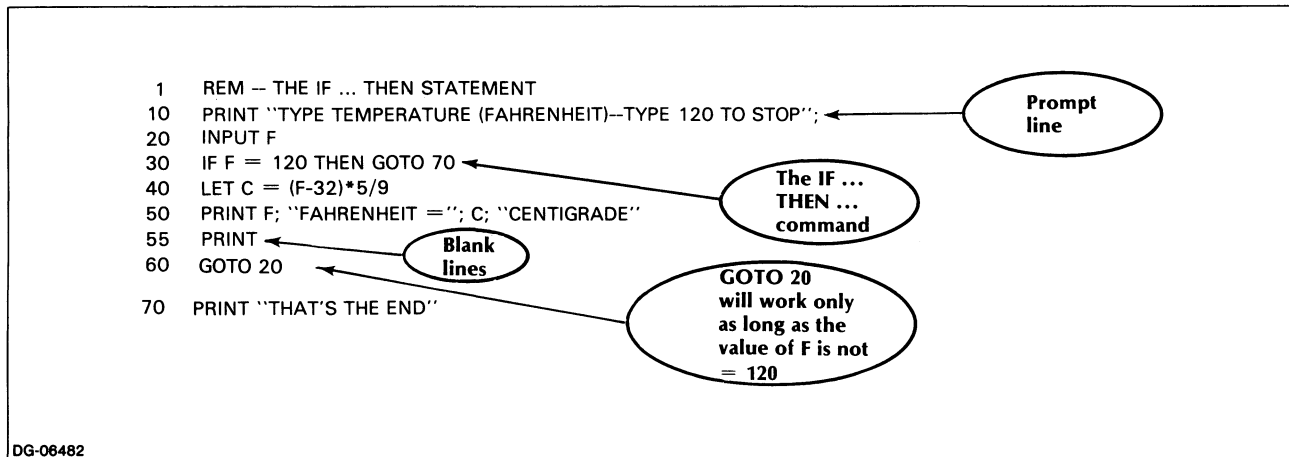 1 REM -- THE IF ... THEN STATEMENT
10 PRINT ``TYPE TEMPERATURE (FAHRENHEIT)--TYPE 120 TO STOP'';
Prompt
line
20 INPUT F
30 IF F = 120 THEN GOTO 70
The IF ...
THEN ...
command
40 LET C = (F-32)*5/9
50 PRINT F; ``FAHRENHEIT =''; C; ``CENTIGRADE''
55 PRINT
Blank
lines
60 GOTO 20
GOTO 20
will work only
as long as the
value of F is not
= 120
70 PRINT ``THAT'S THE END''
DG-06482